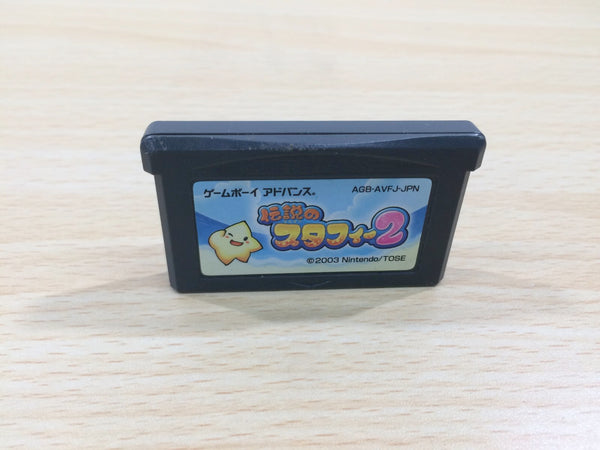 ゲームボーイ アドバンス®
AGB-AVFJ-JPN
伝説の
スタフィー2
©2003 Nintendo/TOSE